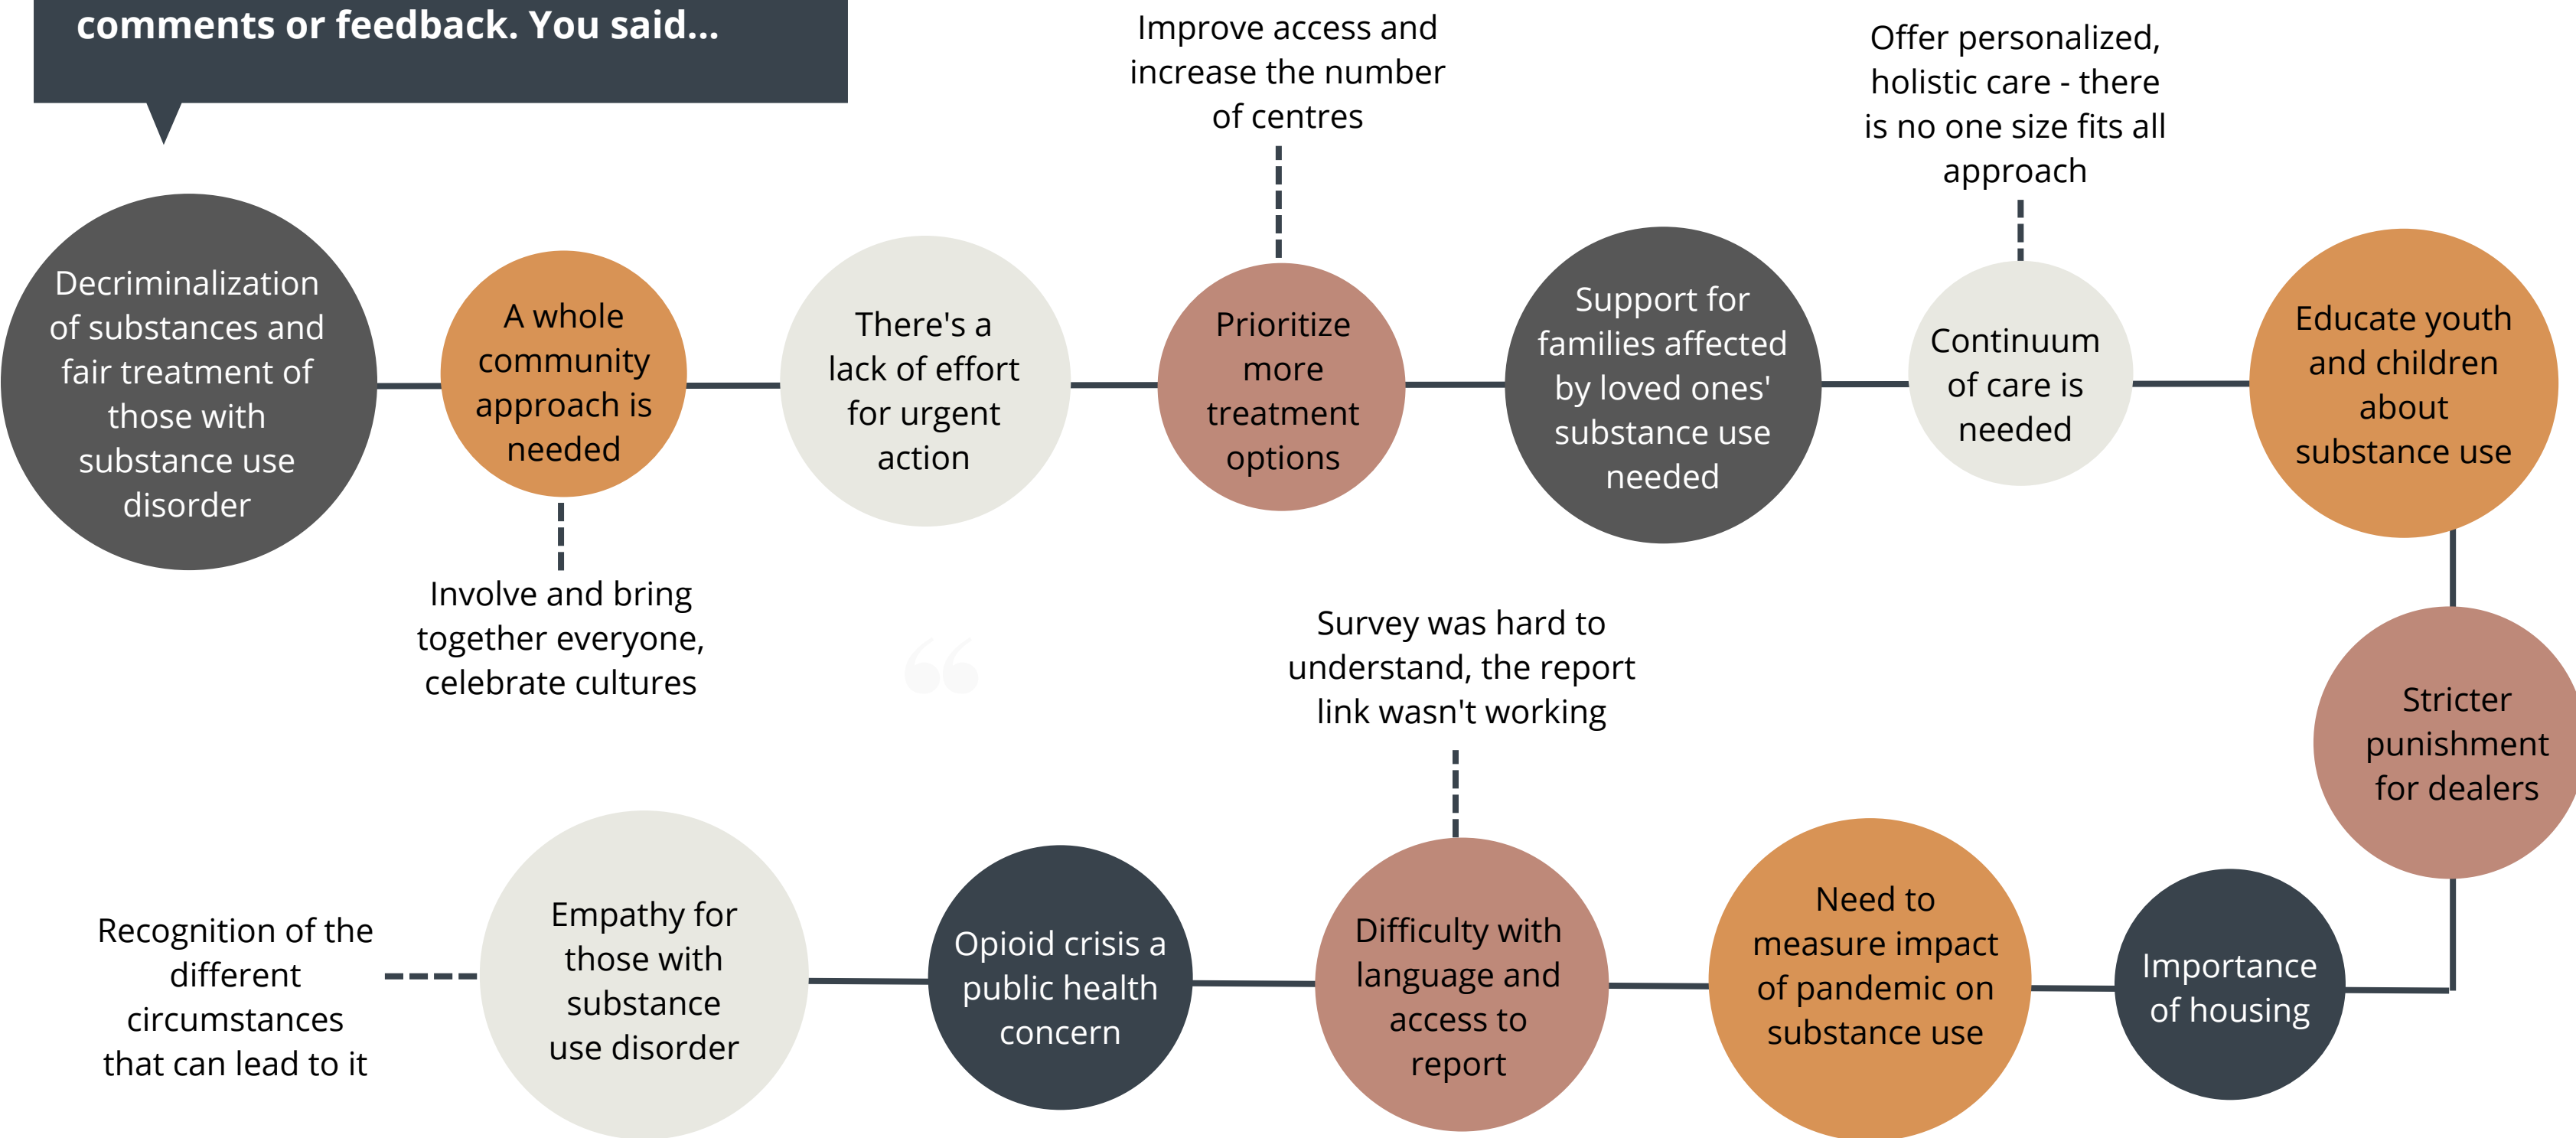 comments or feedback. You said...
Decriminalization
of substances and
fair treatment of
those with
substance use
disorder
A whole
community
approach is
needed
Involve and bring
together everyone,
celebrate cultures
There's a
lack of effort
for urgent
action
Improve access and
increase the number
of centres
Prioritize
more
treatment
options
Support for
families affected
by loved ones'
substance use
needed
Offer personalized,
holistic care - there
is no one size fits all
approach
Continuum
of care is
needed
Educate youth
and children
about
substance use
Stricter
punishment
for dealers
Importance
of housing
Need to
measure impact
of pandemic on
substance use
Survey was hard to
understand, the report
link wasn't working
Difficulty with
language and
access to
report
Opioid crisis a
public health
concern
Empathy for
those with
substance
use disorder
Recognition of the
different
circumstances
that can lead to it